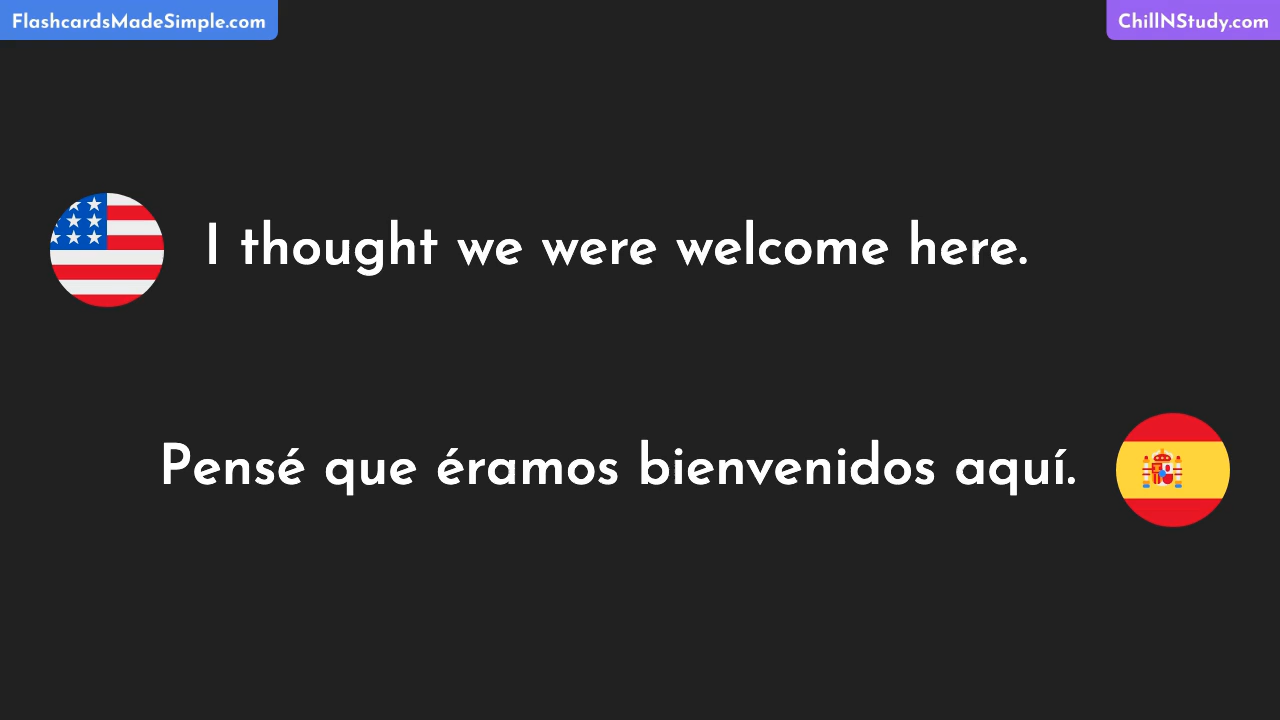 FlashcardsMadeSimple.com
ChillNStudy.com
I thought we were welcome here.
Pensé que éramos bienvenidos aquí.